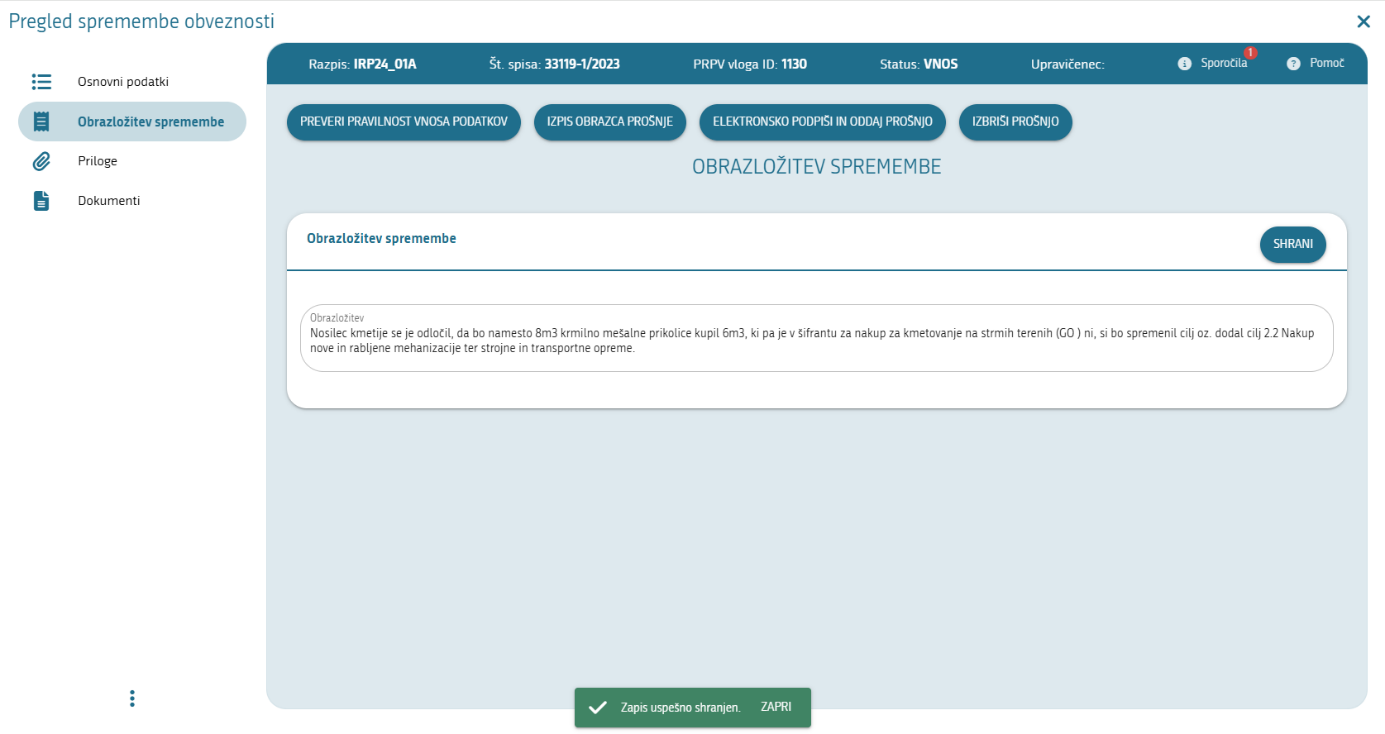 Pregled spremembe obveznosti
Osnovni podatki
Obrazložitev spremembe
Priloge
Dokumenti
Razpis: IRP24_01A Št. spisa: 33119-1/2023 PRPV vloga ID: 1130 Status: VNOS Upravičenec: Sporočila 1 Pomoč
PREVERI PRAVILNOST VNOSA PODATKOV IZPIS OBRAZCA PROŠNJE ELEKTRONSKO PODPIŠI IN ODDAJ PROŠNJO IZBRIŠI PROŠNJO
OBRAZLOŽITEV SPREMEMBE
Obrazložitev spremembe SHRANI
Obrazložitev
Nosilec kmetije se je odločil, da bo namesto 8m3 krmilno mešalne prikolice kupil 6m3, ki pa je v šifrantu za nakup za kmetovanje na strmih terenih (GO ) ni, si bo spremenil cilj oz. dodal cilj 2.2 Nakup
nove in rabljene mehanizacije ter strojne in transportne opreme.
Zapis uspešno shranjen. ZAPRI